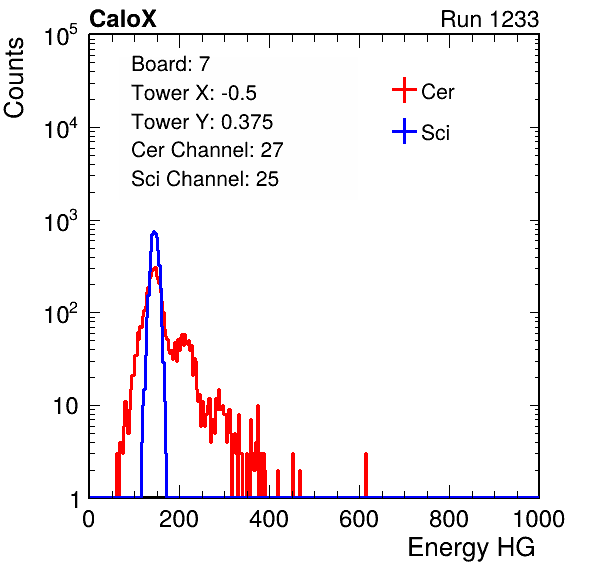 CaloX Run 1233
Counts
Board: 7
Tower X: -0.5
Tower Y: 0.375
Cer Channel: 27
Sci Channel: 25
Cer
Sci
10^5
10^4
10^3
10^2
10
1
0 200 400 600 800 1000
Energy HG